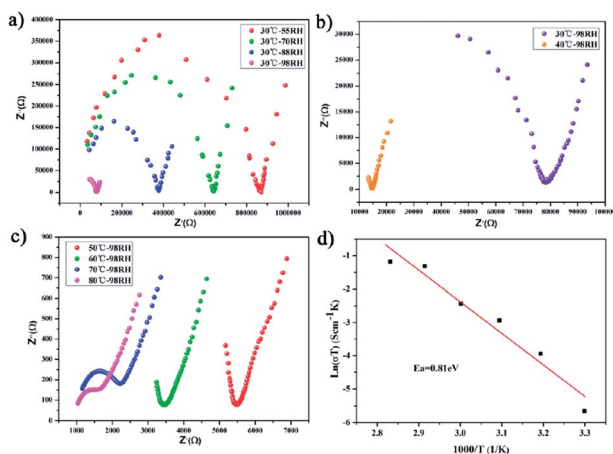 a)
30℃-55RH
30℃-70RH
30℃-88RH
30℃-98RH
Z''(Ω)
400000
350000
300000
250000
200000
150000
100000
50000
0
0 200000 400000 600000 800000 1000000
Z'(Ω)
b)
30℃-98RH
40℃-98RH
Z''(Ω)
30000
25000
20000
15000
10000
5000
0
10000 20000 30000 40000 50000 60000 70000 80000 90000 100000
Z'(Ω)
c)
50℃-98RH
60℃-98RH
70℃-98RH
80℃-98RH
Z''(Ω)
900
800
700
600
500
400
300
200
100
0
0 1000 2000 3000 4000 5000 6000 7000 8000
Z'(Ω)
d)
Ln(σT) (Scm⁻¹K)
-1
-2
-3
-4
-5
-6
Ea=0.81eV
2.8 2.9 3.0 3.1 3.2 3.3
1000/T (1/K)